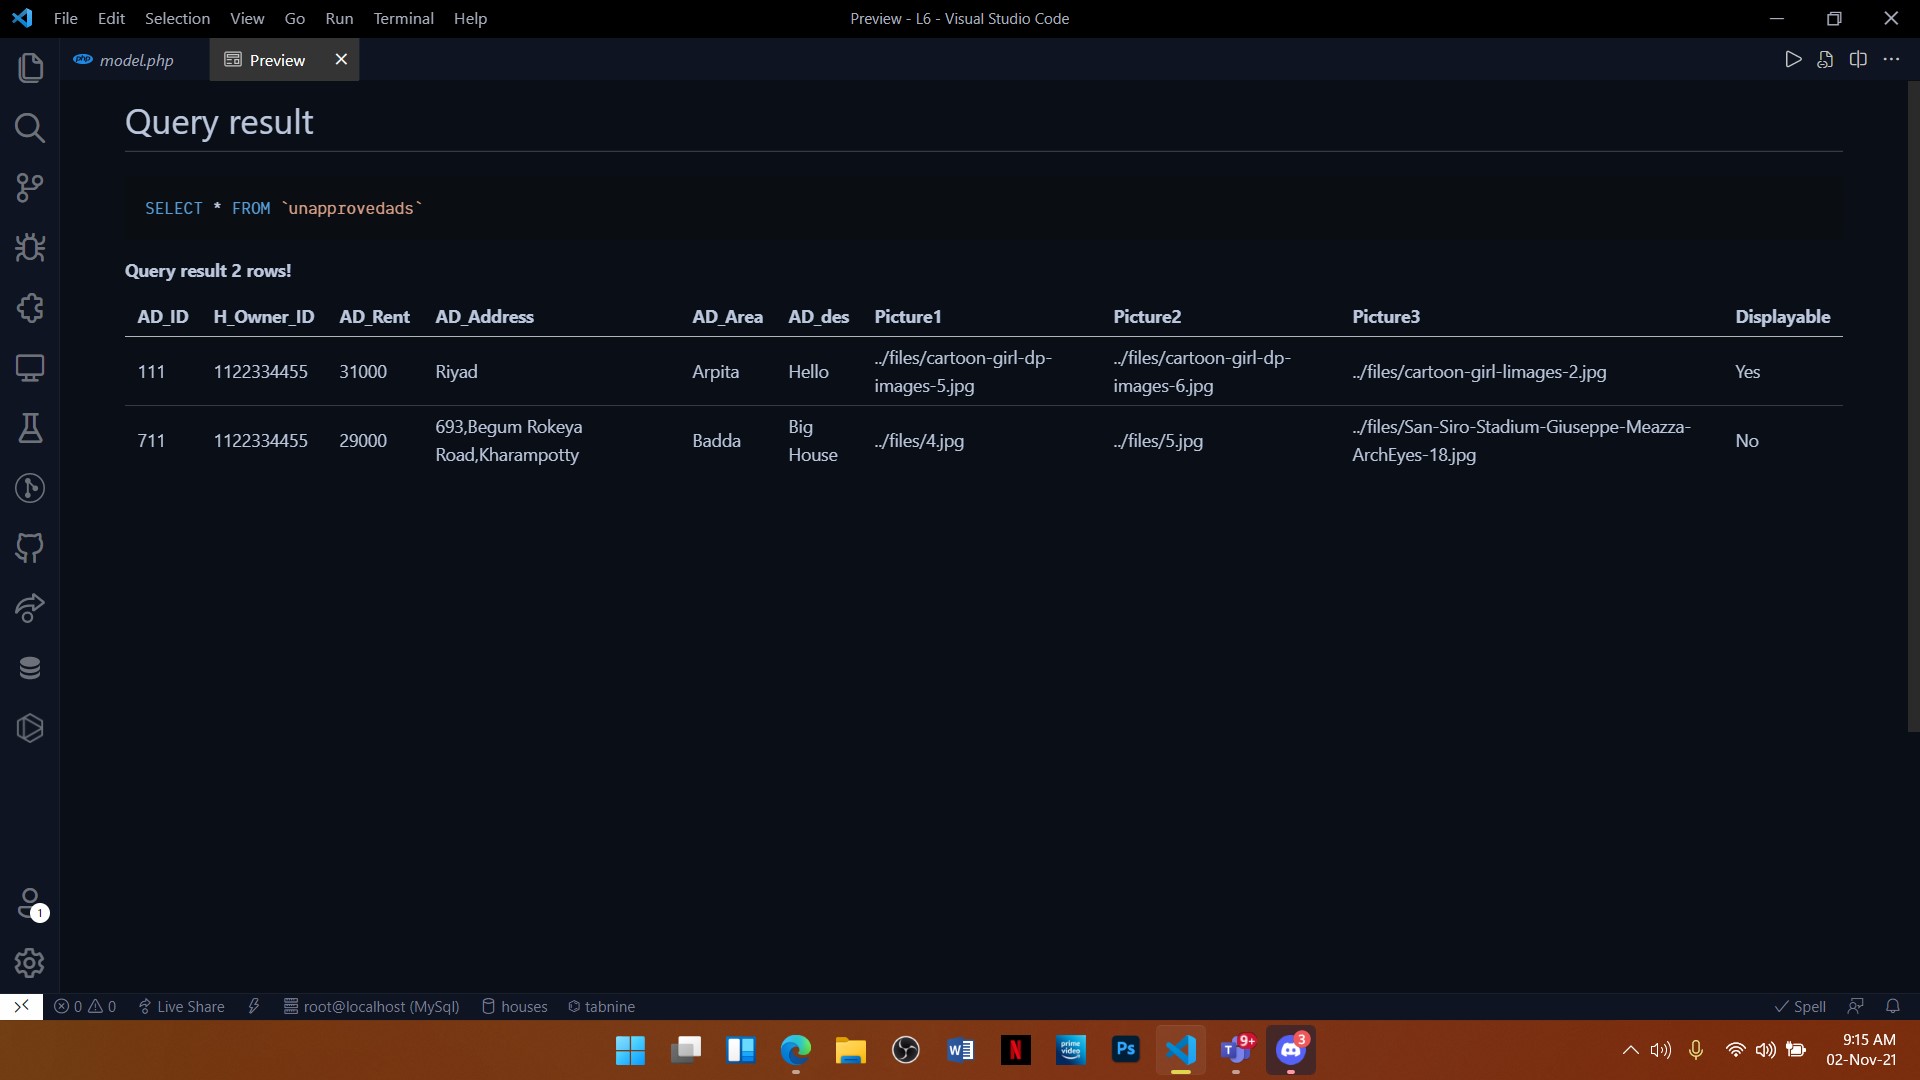 File Edit Selection View Go Run Terminal Help
Preview - L6 - Visual Studio Code
php model.php
Preview
Query result
SELECT * FROM `unapprovedads`
Query result 2 rows!
AD_ID H_Owner_ID AD_Rent AD_Address AD_Area AD_des Picture1 Picture2 Picture3 Displayable
111 1122334455 31000 Riyad Arpita Hello ../files/cartoon-girl-dp-images-5.jpg ../files/cartoon-girl-dp-images-6.jpg ../files/cartoon-girl-limages-2.jpg Yes
711 1122334455 29000 693,Begum Rokeya Road,Kharampotty Badda Big House ../files/4.jpg ../files/5.jpg ../files/San-Siro-Stadium-Giuseppe-Meazza-ArchEyes-18.jpg No
1
0 0 Live Share root@localhost (MySql) houses tabnine Spell
W N prime video Ps T 9+ 3
9:15 AM
02-Nov-21